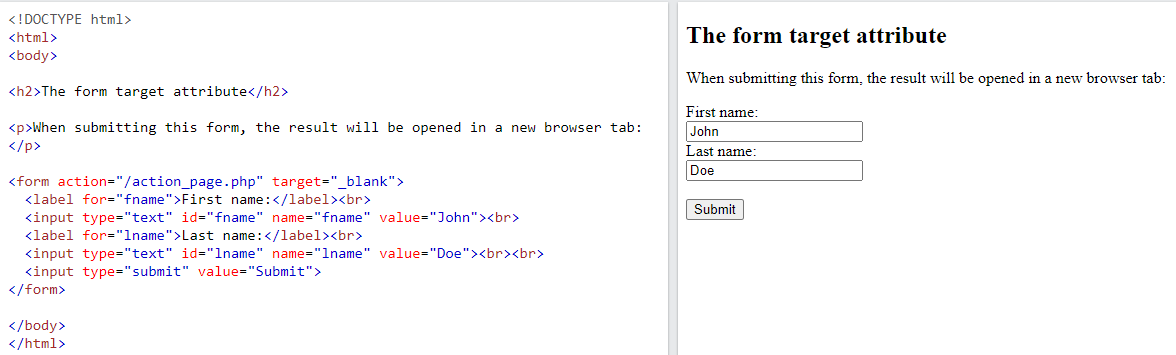 <!DOCTYPE html>
<html>
<body>
<h2>The form target attribute</h2>
<p>When submitting this form, the result will be opened in a new browser tab:
</p>
<form action="/action_page.php" target="_blank">
<label for="fname">First name:</label><br>
<input type="text" id="fname" name="fname" value="John"><br>
<label for="lname">Last name:</label><br>
<input type="text" id="lname" name="lname" value="Doe"><br><br>
<input type="submit" value="Submit">
</form>
</body>
</html>
The form target attribute
When submitting this form, the result will be opened in a new browser tab:
First name:
John
Last name:
Doe
Submit